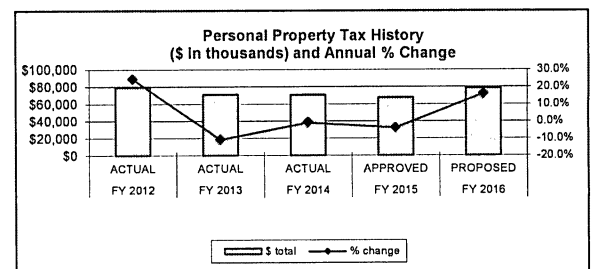 Personal Property Tax History
($ in thousands) and Annual % Change
$100,000
$80,000
$60,000
$40,000
$20,000
$0
30.0%
20.0%
10.0%
0.0%
-10.0%
-20.0%
ACTUAL ACTUAL ACTUAL APPROVED PROPOSED
FY 2012 FY 2013 FY 2014 FY 2015 FY 2016
$ total % change